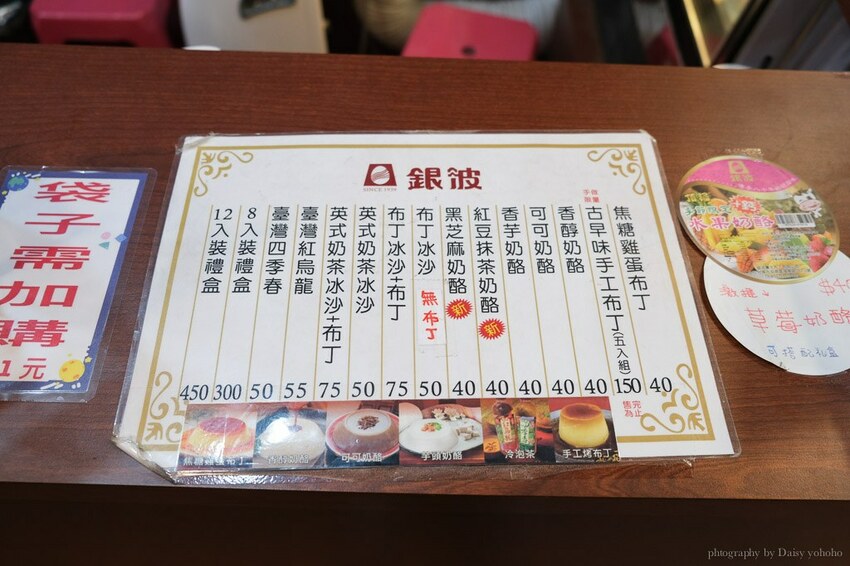 銀波
SINCE 1959
焦糖雞蛋布丁 40
手作
限量
古早味手工布丁(五入組) 150
售完
為止
香醇奶酪 40
可可奶酪 40
香芋奶酪 40
紅豆抹茶奶酪 新 40
黑芝麻奶酪 新 40
布丁冰沙 無布丁 50
布丁冰沙+布丁 75
英式奶茶冰沙 50
英式奶茶冰沙+布丁 75
臺灣紅烏龍 55
臺灣四季春 50
8入裝禮盒 300
12入裝禮盒 450
焦糖雞蛋布丁
可可奶酪
芋頭奶酪
冷泡茶
手工烤布丁
袋子需加購
1元
水果奶酪
草莓奶酪
photography by Daisy yohoho